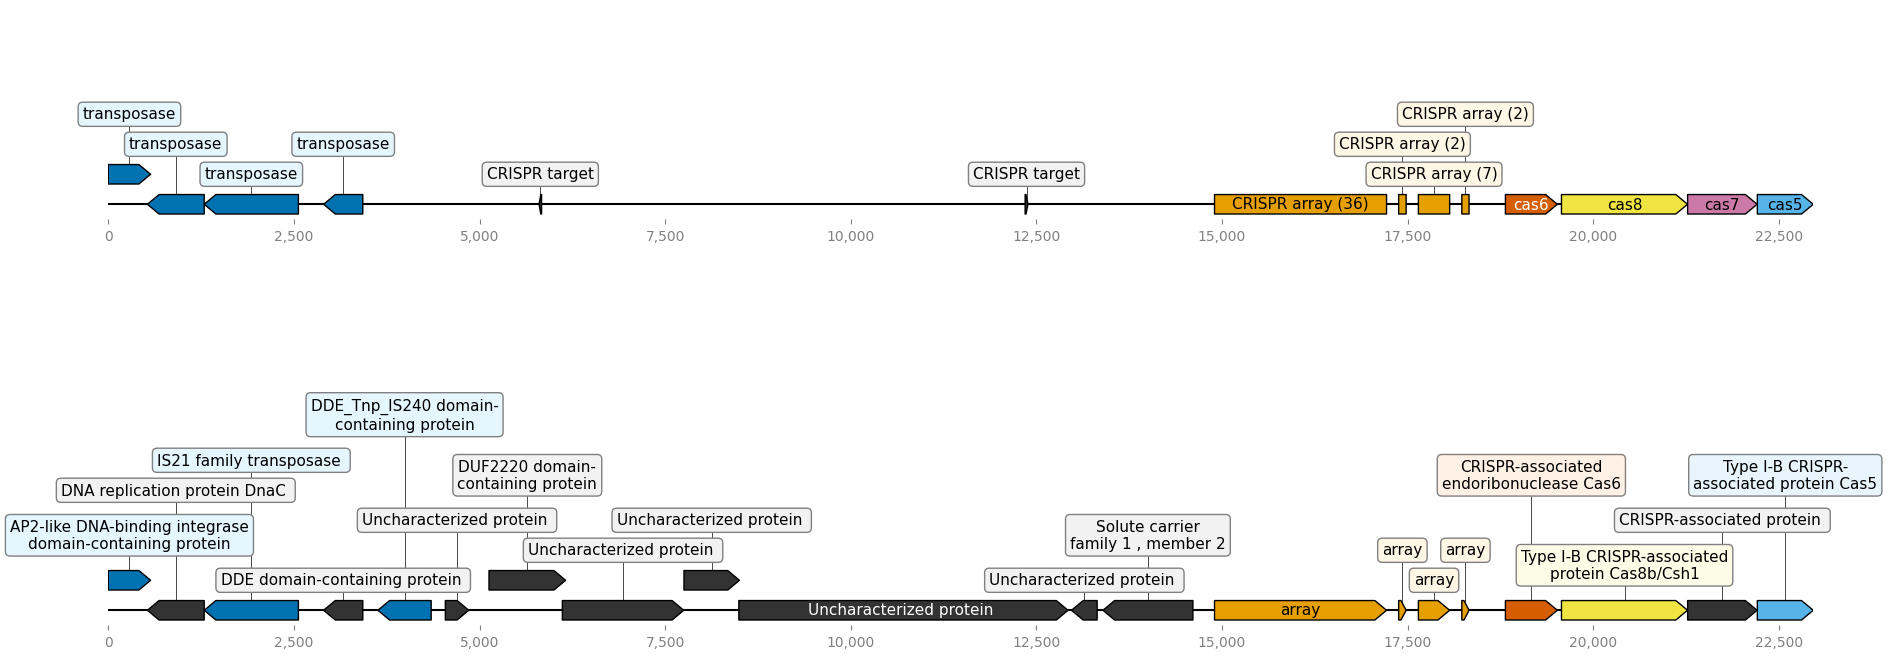 CRISPR array (2)
transposase
transposase
transposase
CRISPR array (2)
transposase
CRISPR target
CRISPR target
CRISPR array (7)
CRISPR array (36)
cas6
cas8
cas7
cas5
0
2,500
5,000
7,500
10,000
12,500
15,000
17,500
20,000
22,500
DDE_Tnp_IS240 domain-
containing protein
IS21 family transposase
DUF2220 domain-
containing protein
CRISPR-associated
endoribonuclease Cas6
Type I-B CRISPR-
associated protein Cas5
DNA replication protein DnaC
Uncharacterized protein
Uncharacterized protein
CRISPR-associated protein
AP2-like DNA-binding integrase
domain-containing protein
Solute carrier
family 1 , member 2
Uncharacterized protein
array
array
Type I-B CRISPR-associated
protein Cas8b/Csh1
DDE domain-containing protein
Uncharacterized protein
array
Uncharacterized protein
array
0
2,500
5,000
7,500
10,000
12,500
15,000
17,500
20,000
22,500